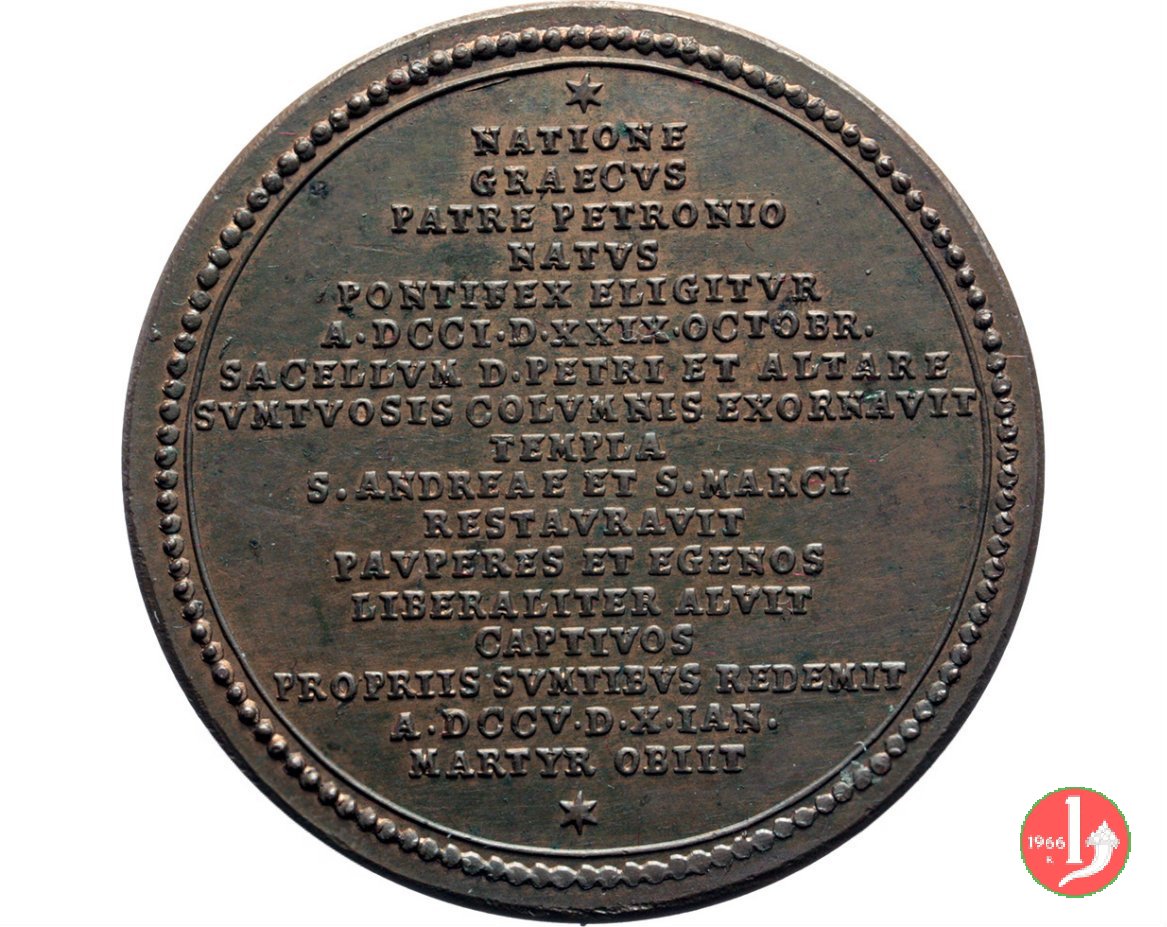 NATIONE
GRAECVS
PATRE PETRONIO
NATVS
PONTIFEX ELIGITVR
A.DCCI.D.XXIX.OCTOBR.
SACELLVM D.PETRI ET ALTARE
SVMTVOSIS COLVMNIS EXORNAVIT
TEMPLA
S.ANDREAE ET S.MARCI
RESTAVRAVIT
PAVPERES ET EGENOS
LIBERALITER ALVIT
CAPTIVOS
PROPRIIS SVMTIBVS REDEMIT
A.DCCV.D.X.IAN.
MARTYR OBIIT
1966
R.